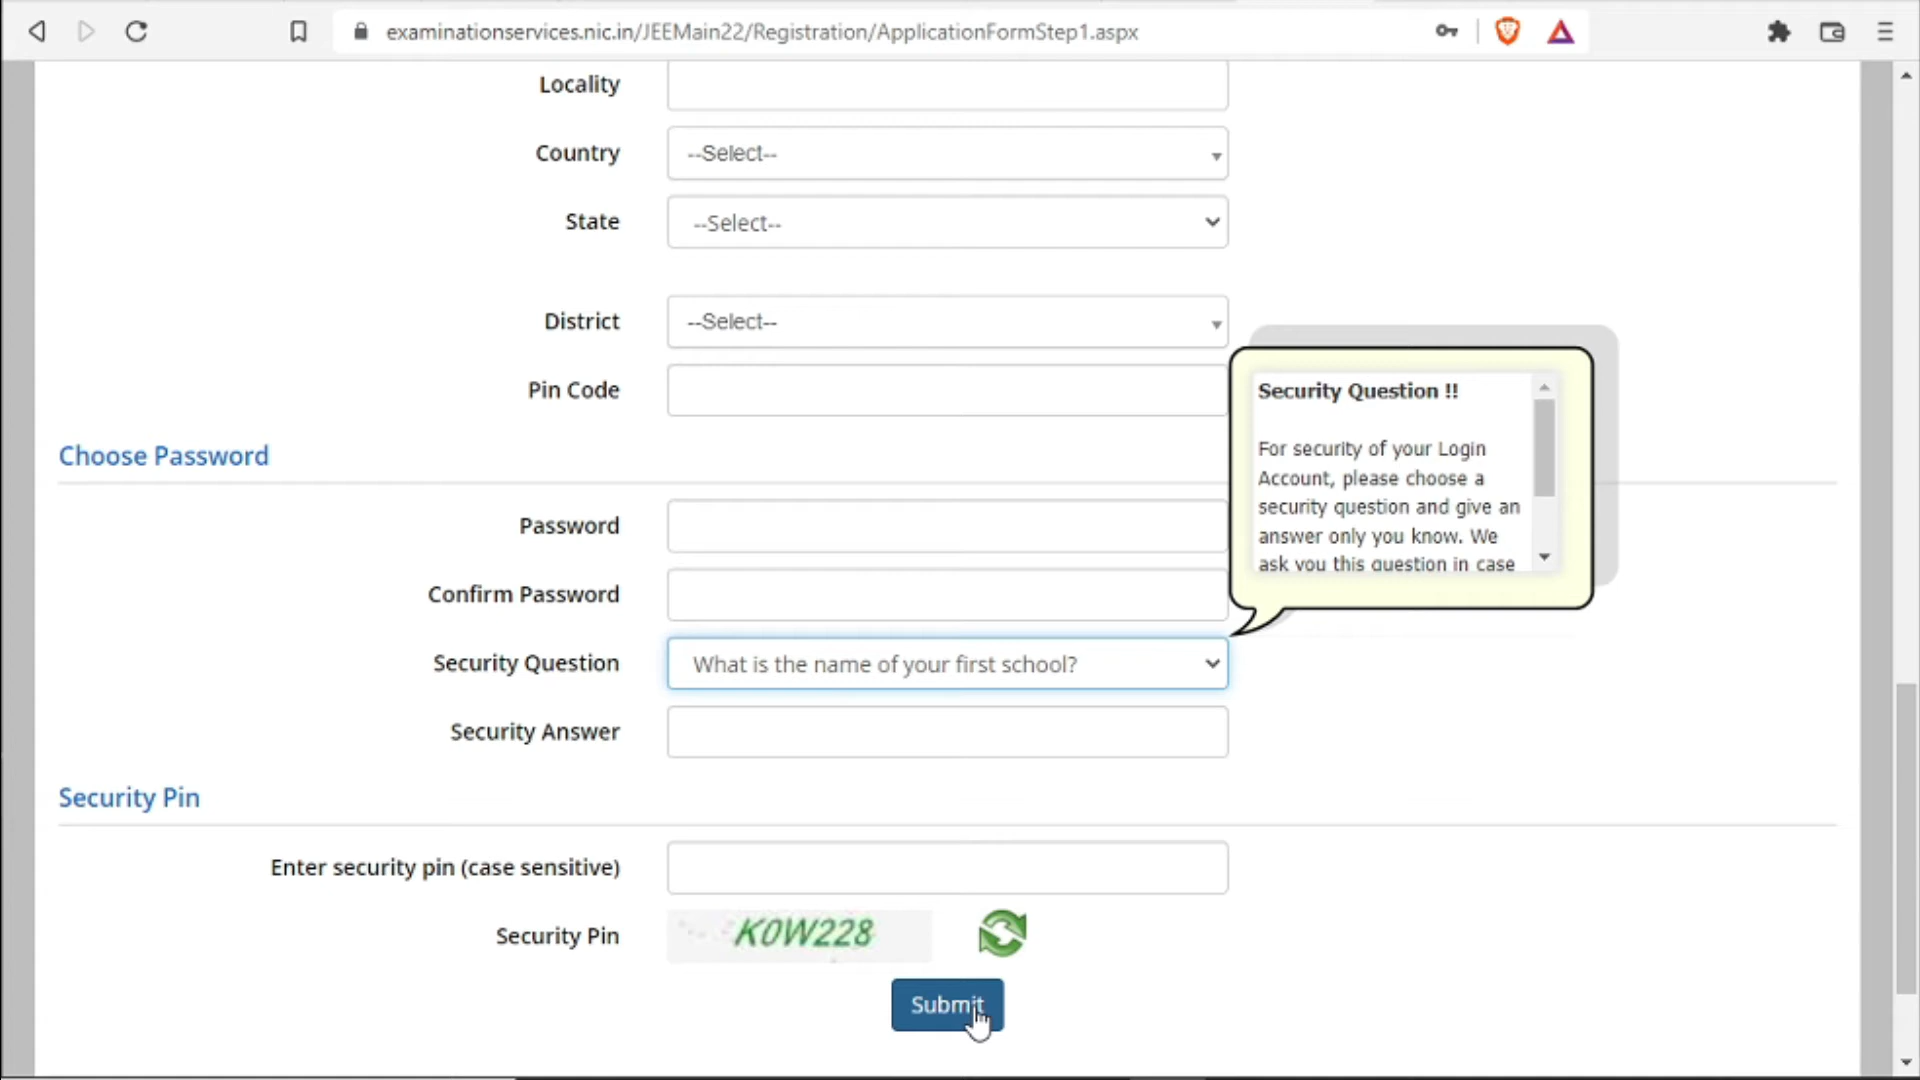 examinationservices.nic.in/JEEMain22/Registration/ApplicationFormStep1.aspx
Locality
Country --Select--
State --Select--
District --Select--
Pin Code
Security Question !!
For security of your Login
Account, please choose a
security question and give an
answer only you know. We
ask you this question in case
Choose Password
Password
Confirm Password
Security Question What is the name of your first school?
Security Answer
Security Pin
Enter security pin (case sensitive)
Security Pin K0W228
Submit